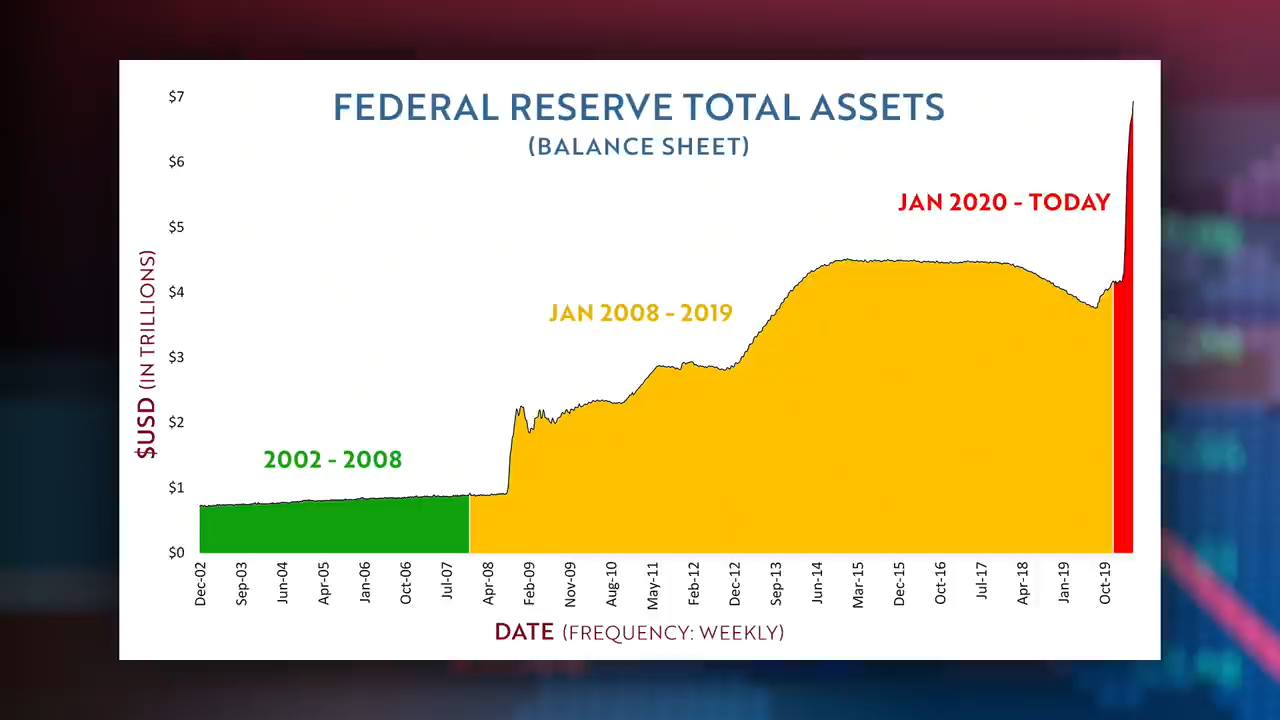 FEDERAL RESERVE TOTAL ASSETS
(BALANCE SHEET)
$7
$6
$5
$4
$3
$2
$1
$0
$USD (IN TRILLIONS)
2002 - 2008
JAN 2008 - 2019
JAN 2020 - TODAY
Dec-02
Sep-03
Jun-04
Apr-05
Jan-06
Oct-06
Jul-07
Apr-08
Feb-09
Nov-09
Aug-10
May-11
Feb-12
Dec-12
Sep-13
Jun-14
Mar-15
Dec-15
Oct-16
Jul-17
Apr-18
Jan-19
Oct-19
DATE (FREQUENCY: WEEKLY)